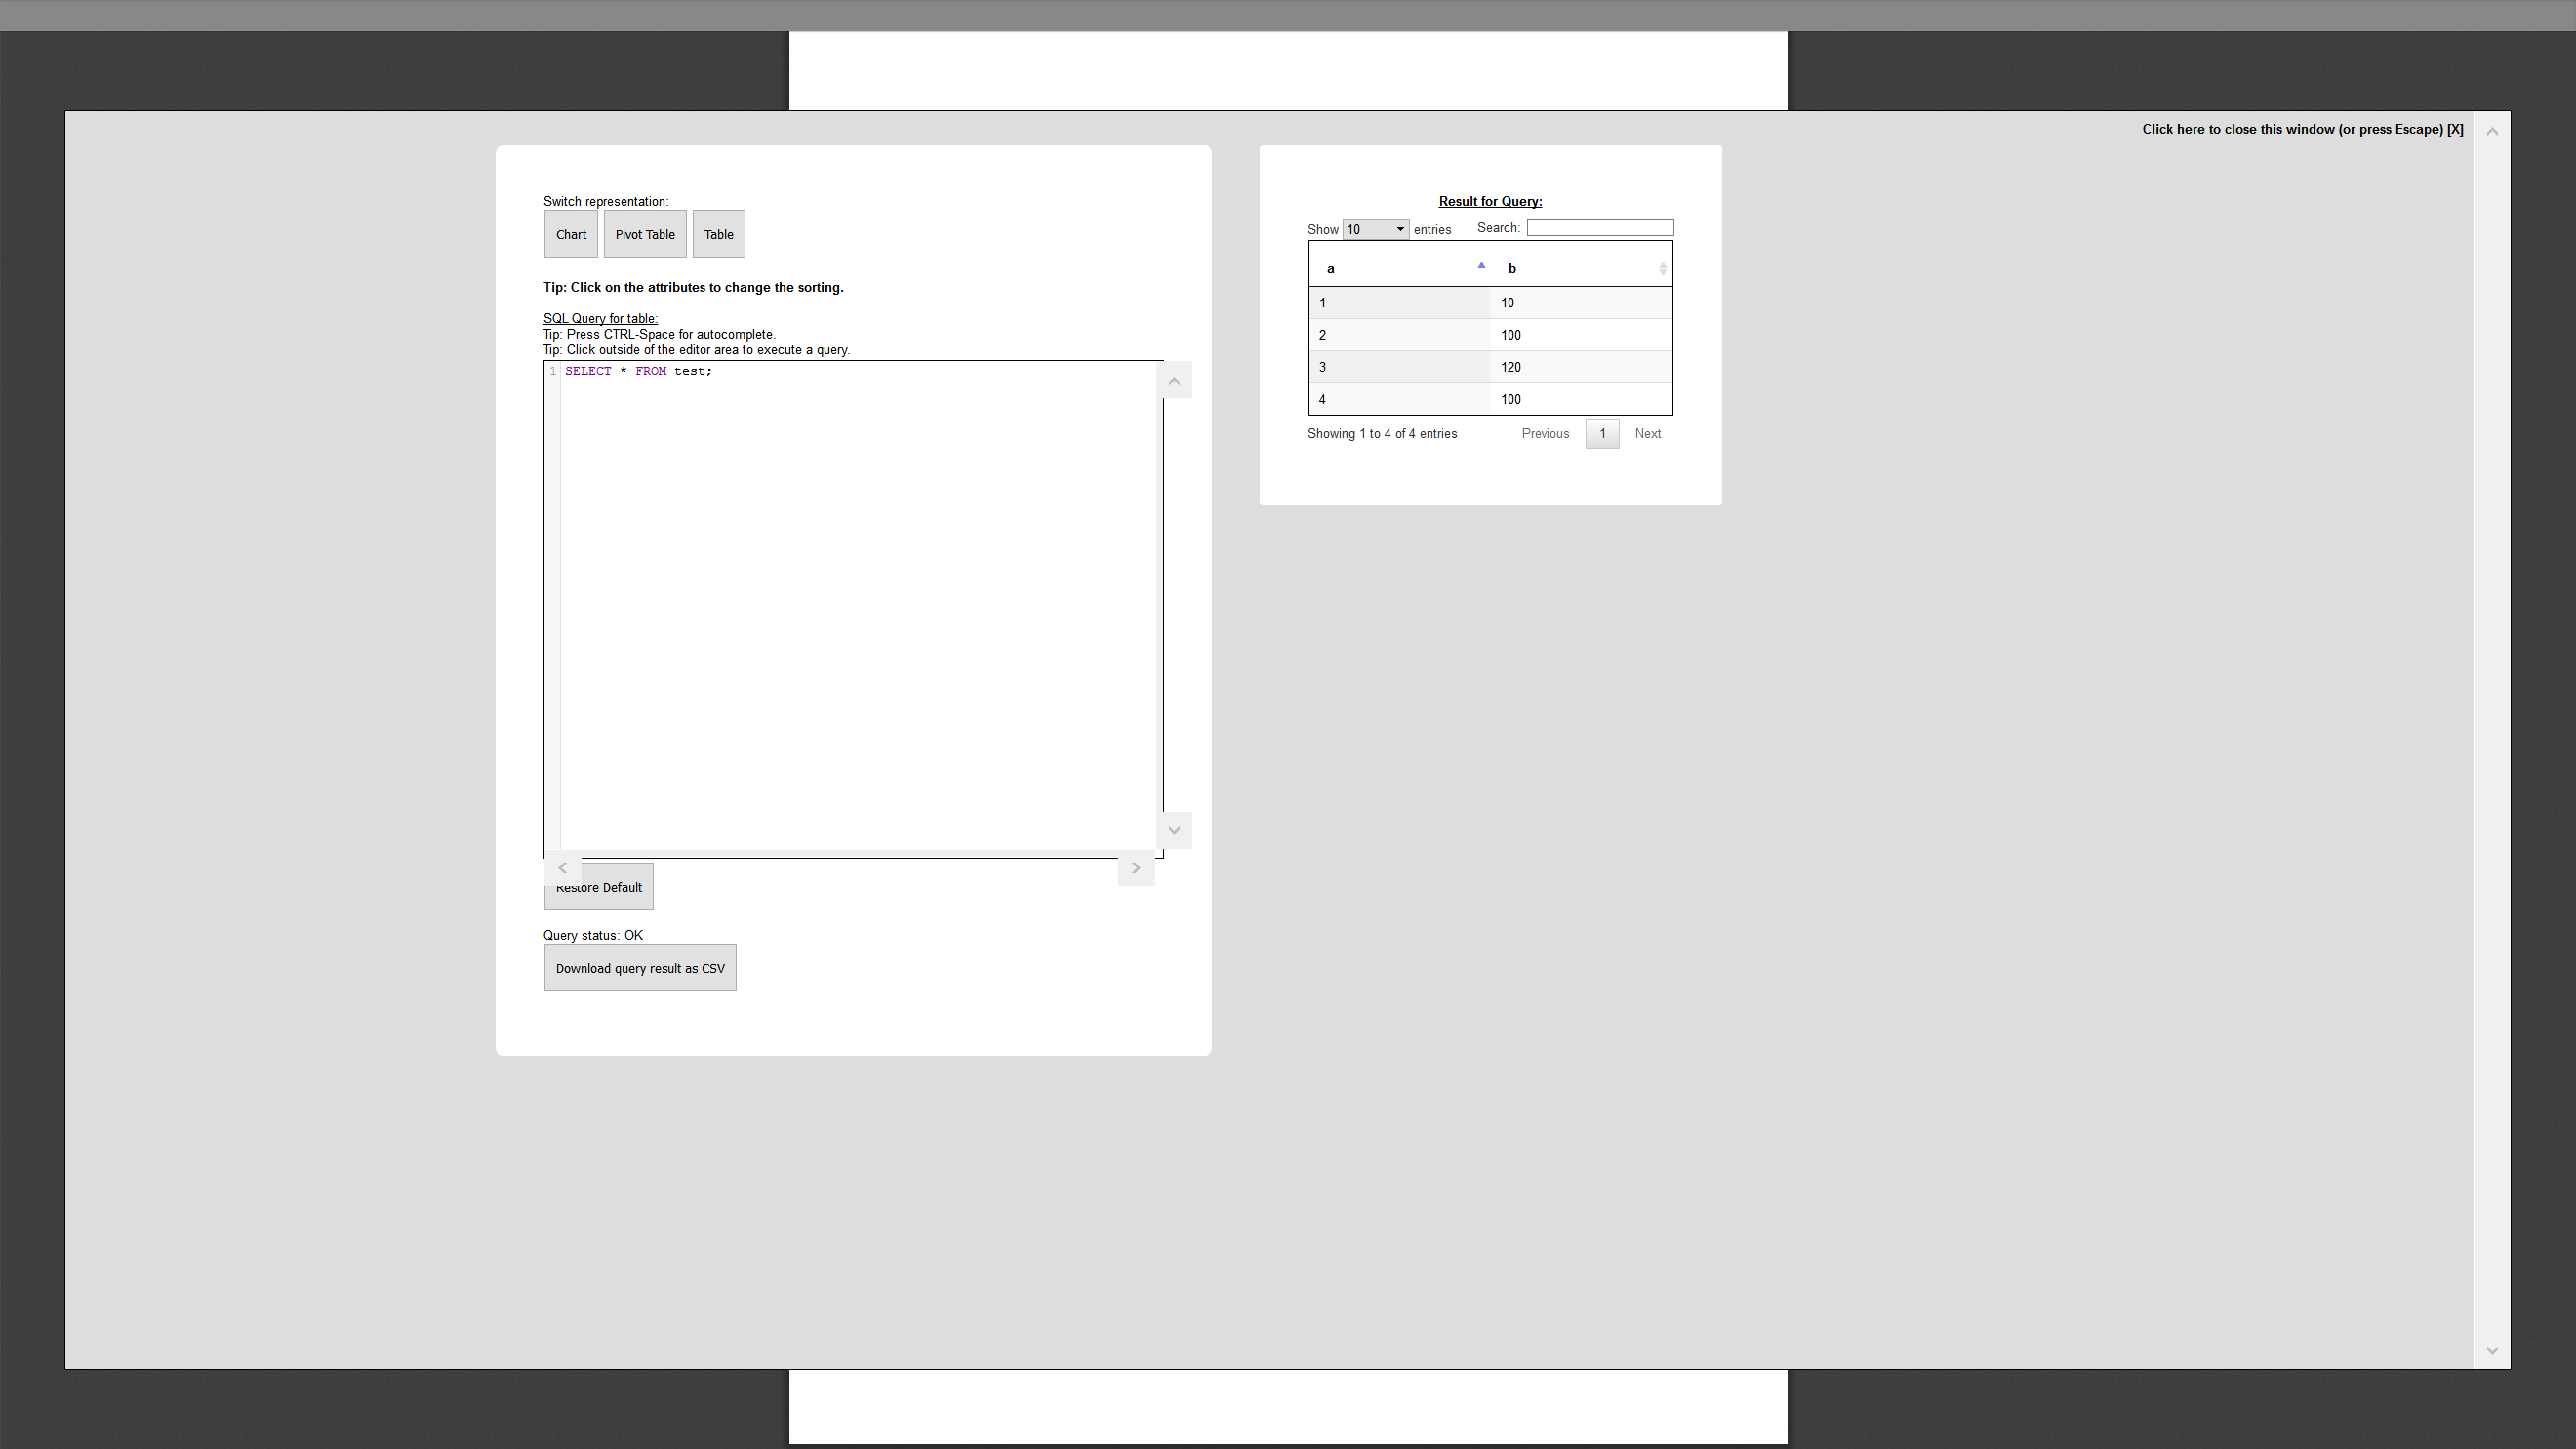 Click here to close this window (or press Escape) [X]
Switch representation:
Chart Pivot Table Table
Tip: Click on the attributes to change the sorting.
SQL Query for table:
Tip: Press CTRL-Space for autocomplete.
Tip: Click outside of the editor area to execute a query.
1 SELECT * FROM test;
Restore Default
Query status: OK
Download query result as CSV
Result for Query:
Show 10 entries Search:
a b
1 10
2 100
3 120
4 100
Showing 1 to 4 of 4 entries Previous 1 Next